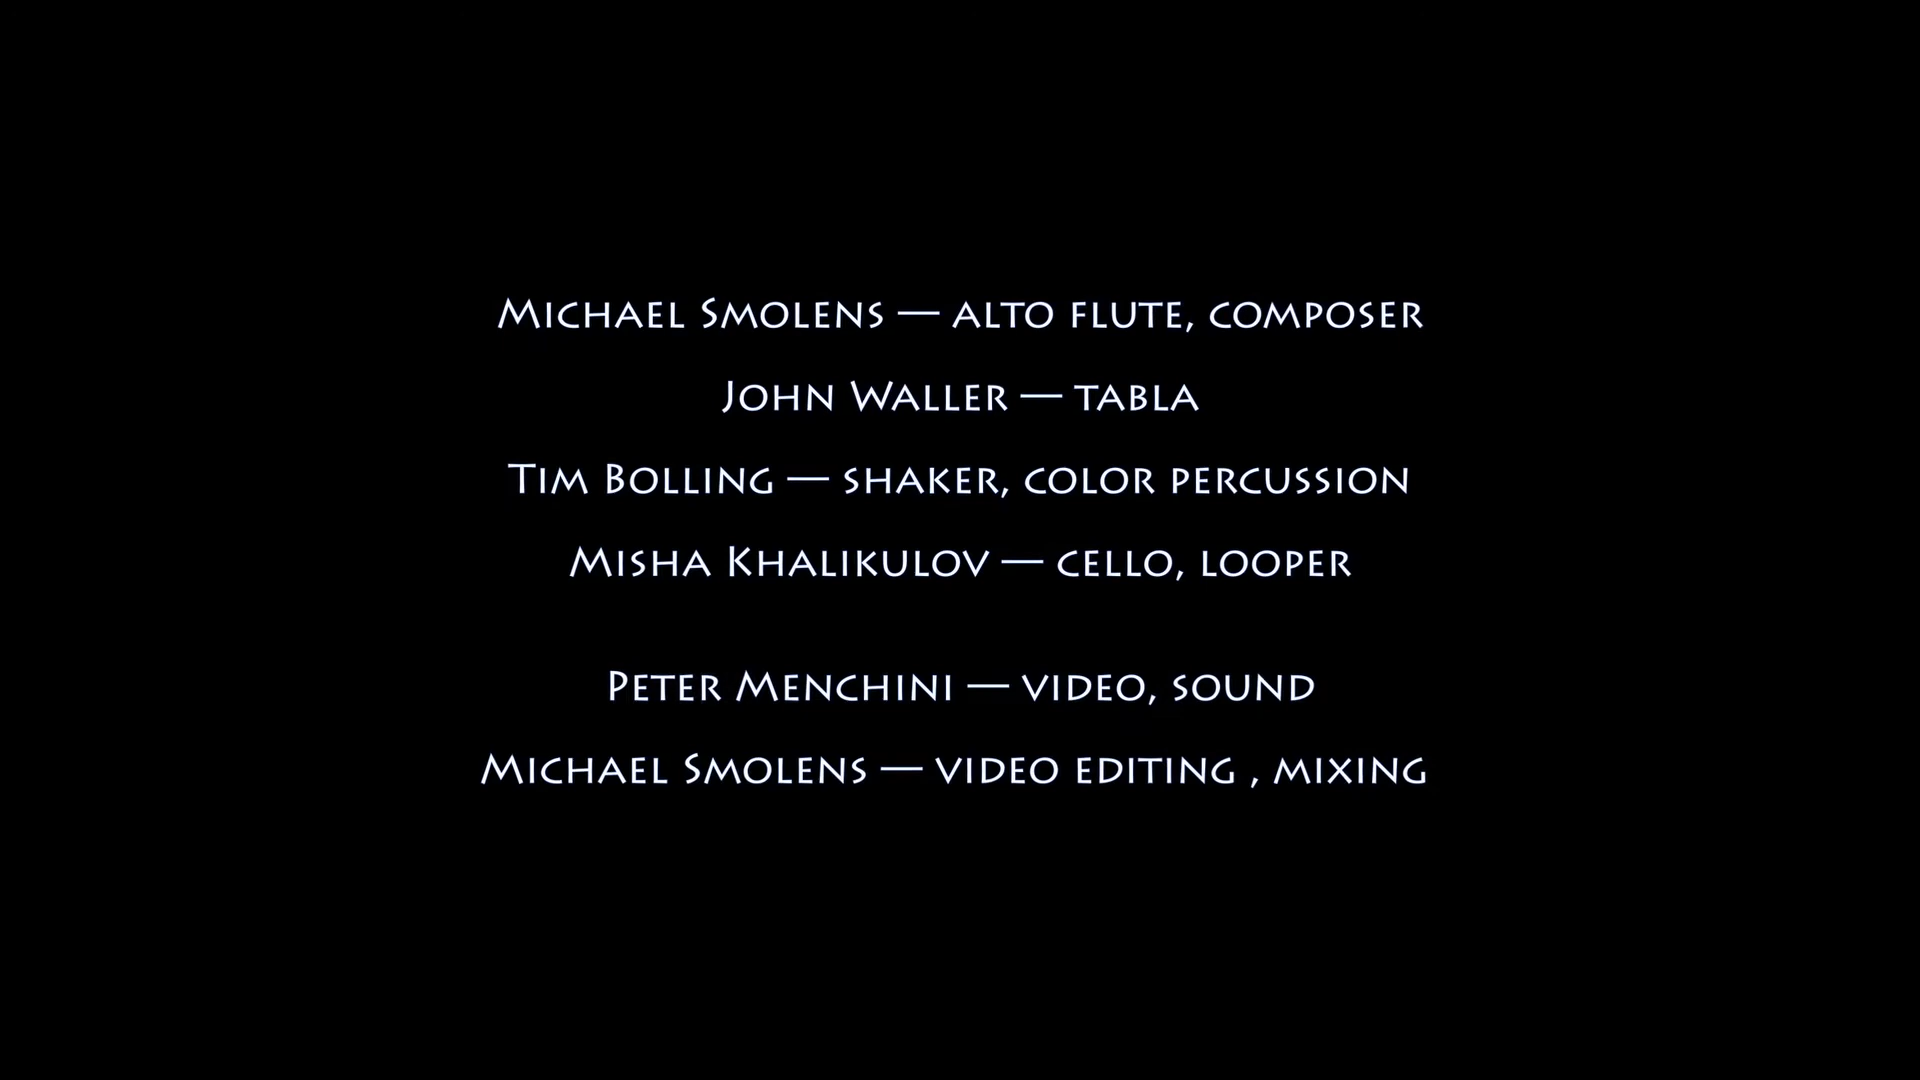 Michael Smolens — alto flute, composer
John Waller — tabla
Tim Bolling — shaker, color percussion
Misha Khalikulov — cello, looper
Peter Menchini — video, sound
Michael Smolens — video editing , mixing